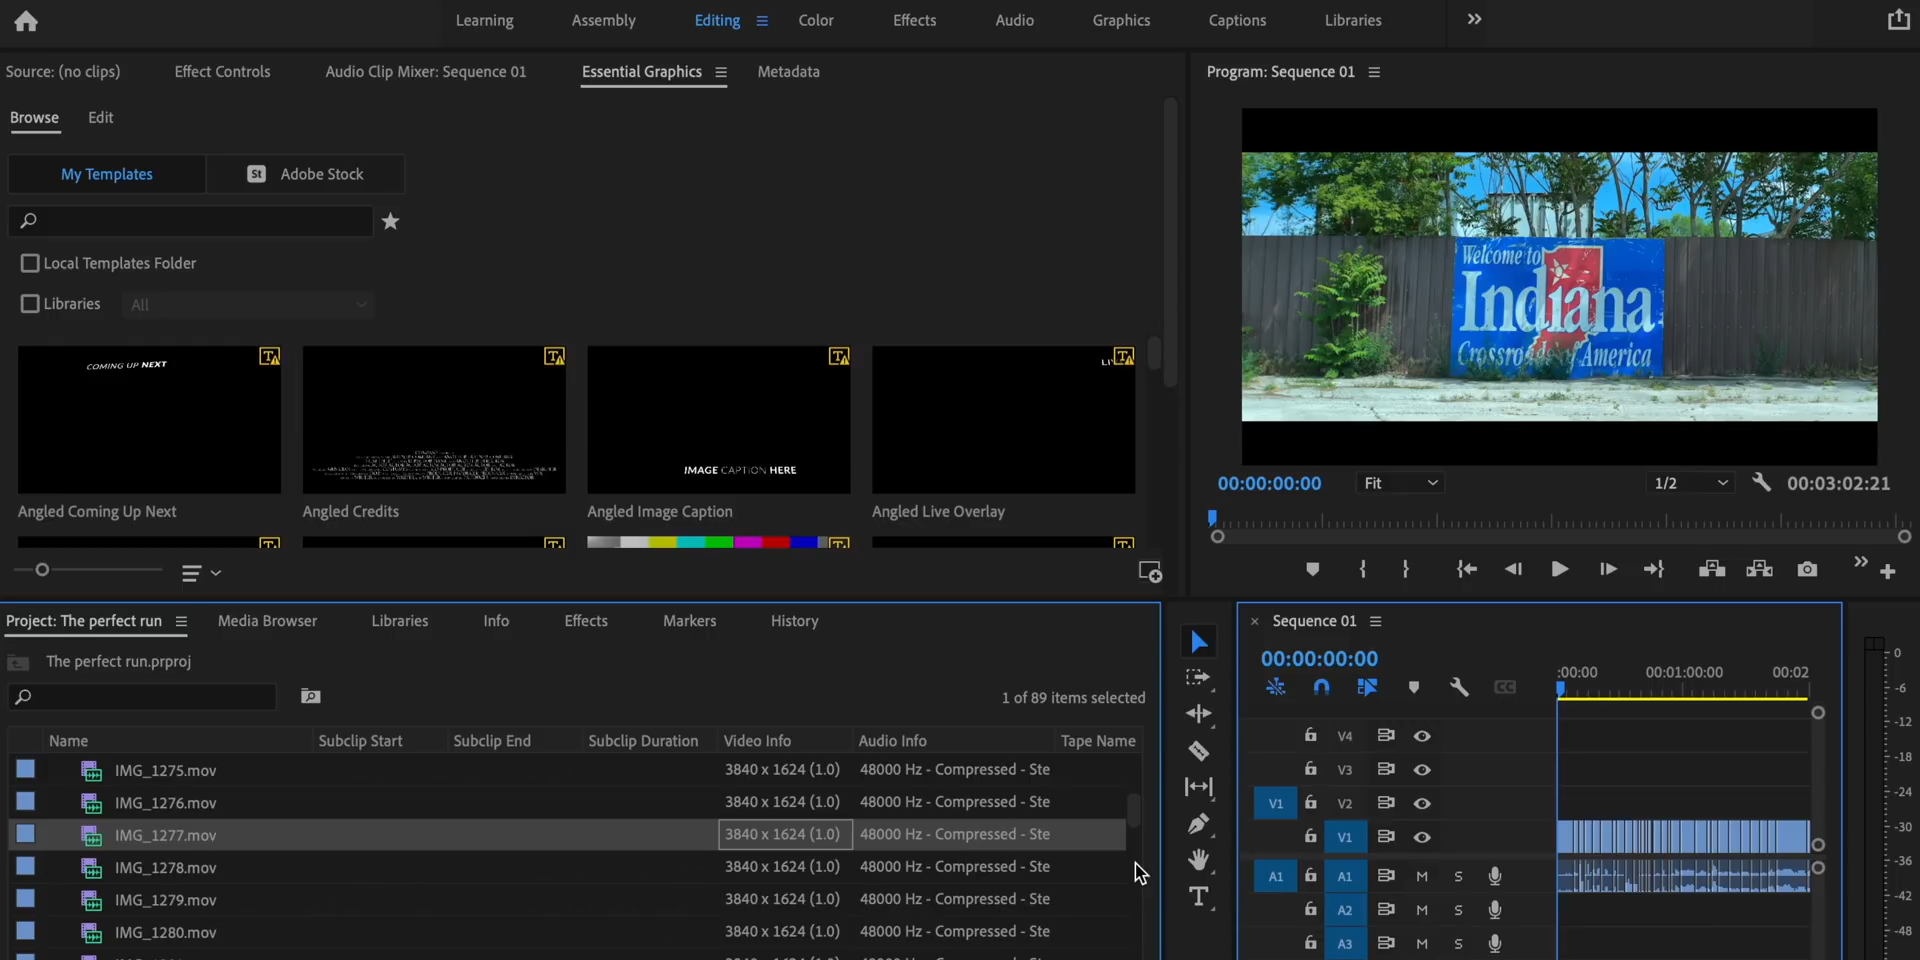 Learning Assembly Editing Color Effects Audio Graphics Captions Libraries
Source: (no clips) Effect Controls Audio Clip Mixer: Sequence 01 Essential Graphics Metadata
Program: Sequence 01
Browse Edit
My Templates St Adobe Stock
Local Templates Folder
Libraries All
COMING UP NEXT
IMAGE CAPTION HERE
LIV
Angled Coming Up Next Angled Credits Angled Image Caption Angled Live Overlay
Welcome to
Indiana
Crossroads of America
00:00:00:00 Fit 1/2 00:03:02:21
Project: The perfect run Media Browser Libraries Info Effects Markers History
The perfect run.prproj
1 of 89 items selected
Name Subclip Start Subclip End Subclip Duration Video Info Audio Info Tape Name
IMG_1275.mov 3840 x 1624 (1.0) 48000 Hz - Compressed - Ste
IMG_1276.mov 3840 x 1624 (1.0) 48000 Hz - Compressed - Ste
IMG_1277.mov 3840 x 1624 (1.0) 48000 Hz - Compressed - Ste
IMG_1278.mov 3840 x 1624 (1.0) 48000 Hz - Compressed - Ste
IMG_1279.mov 3840 x 1624 (1.0) 48000 Hz - Compressed - Ste
IMG_1280.mov 3840 x 1624 (1.0) 48000 Hz - Compressed - Ste
Sequence 01
00:00:00:00
:00:00 00:01:00:00 00:02
CC
V4
V3
V1 V2
V1
A1 A1 M S
A2 M S
A3 M S
0
-6
-12
-18
-24
-30
-36
-42
-48